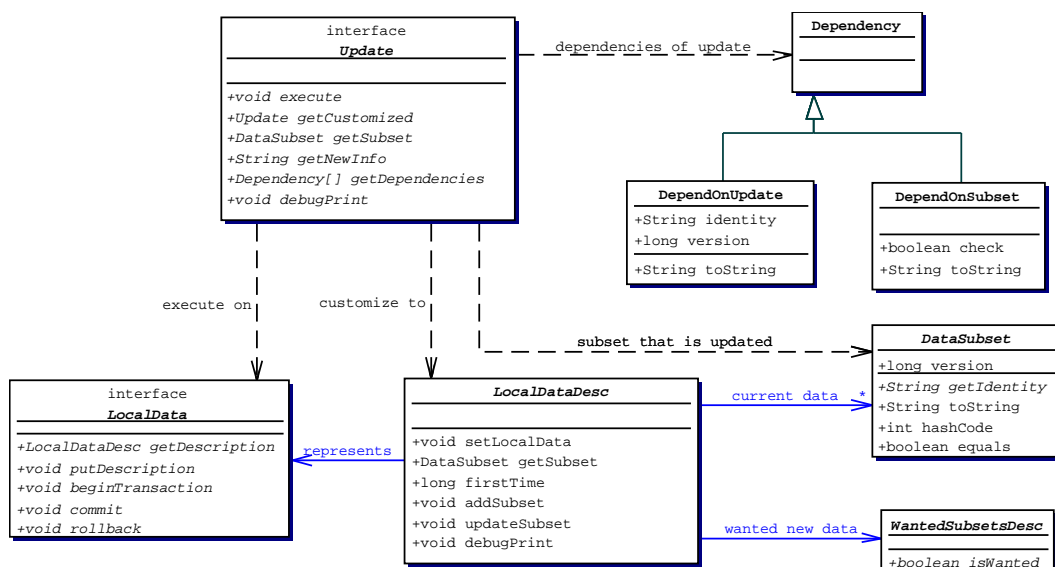 interface
Update
+void execute
+Update getCustomized
+DataSubset getSubset
+String getNewInfo
+Dependency[] getDependencies
+void debugPrint
dependencies of update
Dependency
DependOnUpdate
+String identity
+long version
+String toString
DependOnSubset
+boolean check
+String toString
execute on
customize to
subset that is updated
DataSubset
+long version
+String getIdentity
+String toString
+int hashCode
+boolean equals
interface
LocalData
+LocalDataDesc getDescription
+void putDescription
+void beginTransaction
+void commit
+void rollback
represents
LocalDataDesc
+void setLocalData
+DataSubset getSubset
+long firstTime
+void addSubset
+void updateSubset
+void debugPrint
current data *
wanted new data
WantedSubsetsDesc
+boolean isWanted